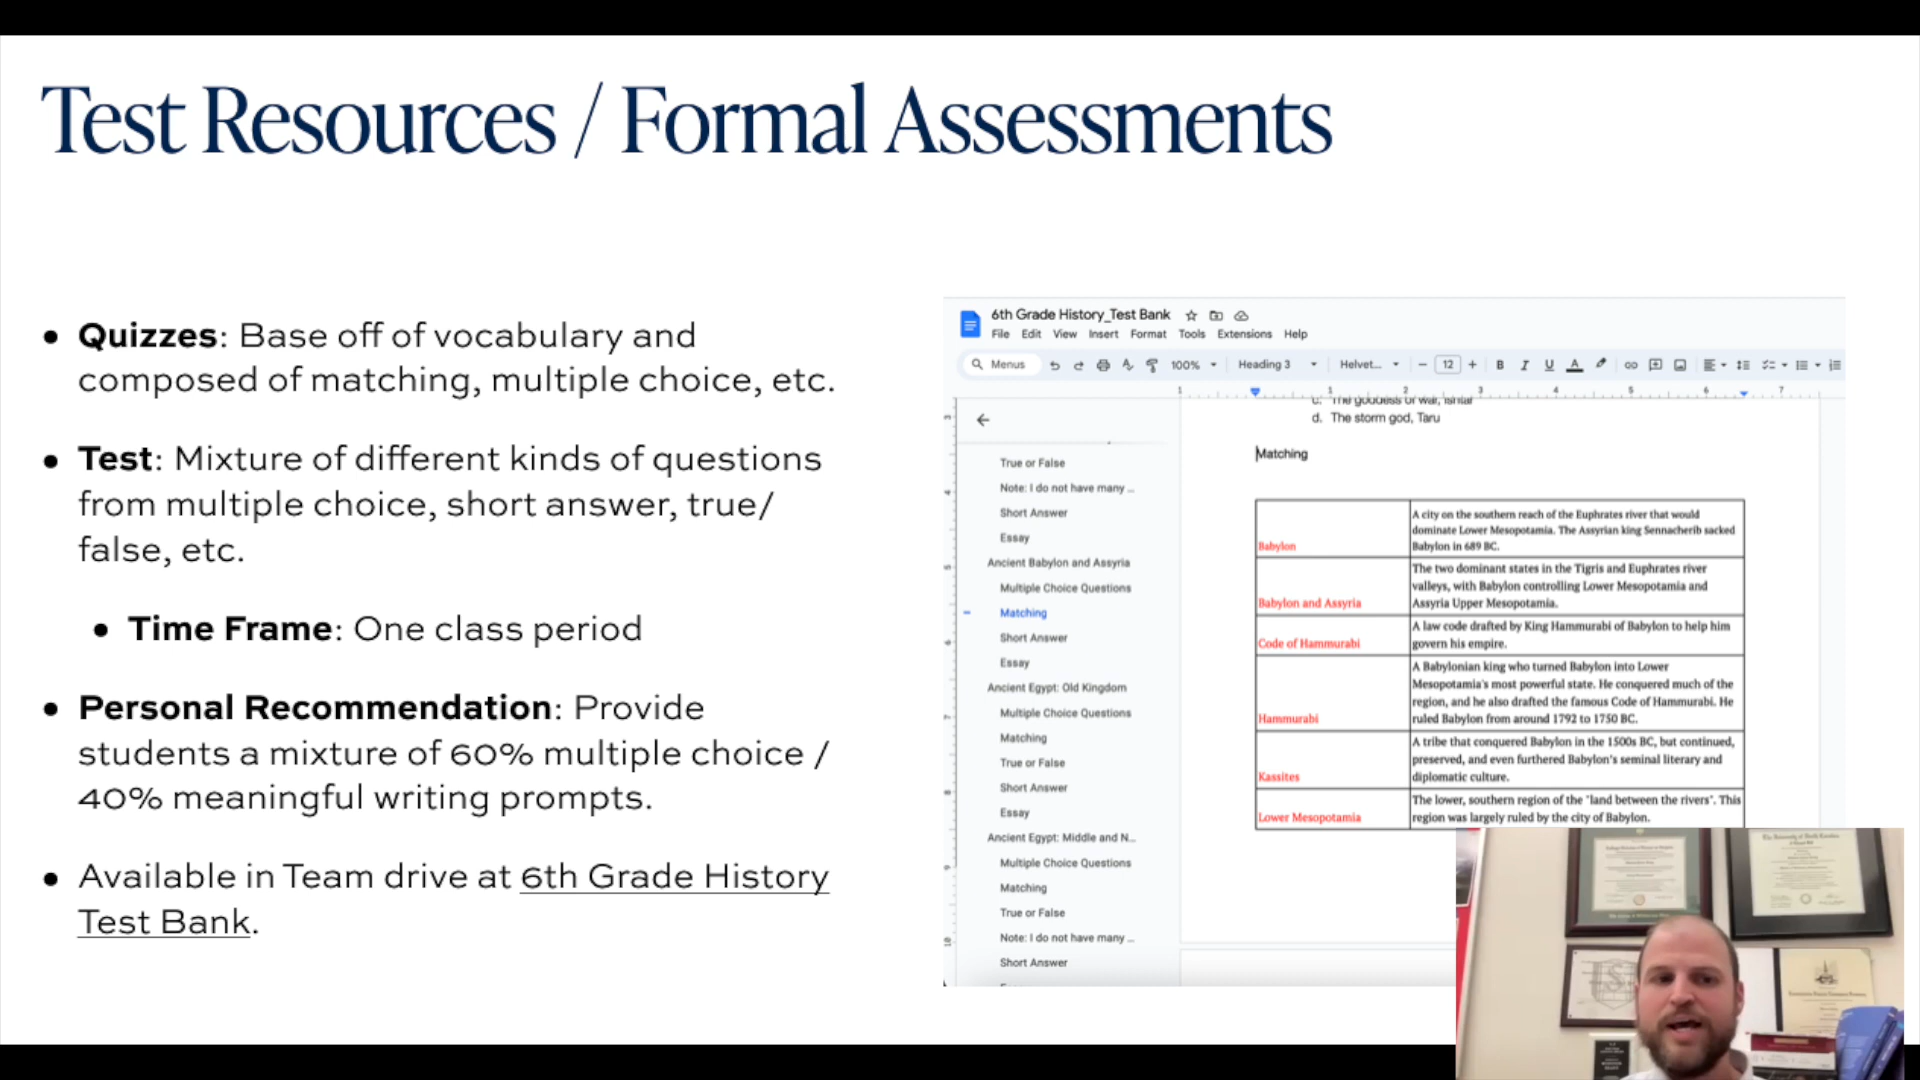 Test Resources / Formal Assessments
• Quizzes: Base off of vocabulary and
composed of matching, multiple choice, etc.
• Test: Mixture of different kinds of questions
from multiple choice, short answer, true/
false, etc.
• Time Frame: One class period
• Personal Recommendation: Provide
students a mixture of 60% multiple choice /
40% meaningful writing prompts.
• Available in Team drive at 6th Grade History
Test Bank.
6th Grade History_Test Bank
File Edit View Insert Format Tools Extensions Help
Menus 100% Heading 3 Helvet... − 12 + B I U A
1 1 2 3 4 5 6 7
True or False
Note: I do not have many ...
Short Answer
Essay
Ancient Babylon and Assyria
Multiple Choice Questions
Matching
Short Answer
Essay
Ancient Egypt: Old Kingdom
Multiple Choice Questions
Matching
True or False
Short Answer
Essay
Ancient Egypt: Middle and N...
Multiple Choice Questions
Matching
True or False
Note: I do not have many ...
Short Answer
c. The goddess of war, Ishtar
d. The storm god, Taru
Matching
Babylon
A city on the southern reach of the Euphrates river that would
dominate Lower Mesopotamia. The Assyrian king Sennacherib sacked
Babylon in 689 BC.
Babylon and Assyria
The two dominant states in the Tigris and Euphrates river
valleys, with Babylon controlling Lower Mesopotamia and
Assyria Upper Mesopotamia.
Code of Hammurabi
A law code drafted by King Hammurabi of Babylon to help him
govern his empire.
Hammurabi
A Babylonian king who turned Babylon into Lower
Mesopotamia's most powerful state. He conquered much of the
region, and he also drafted the famous Code of Hammurabi. He
ruled Babylon from around 1792 to 1750 BC.
Kassites
A tribe that conquered Babylon in the 1500s BC, but continued,
preserved, and even furthered Babylon's seminal literary and
diplomatic culture.
Lower Mesopotamia
The lower, southern region of the "land between the rivers". This
region was largely ruled by the city of Babylon.